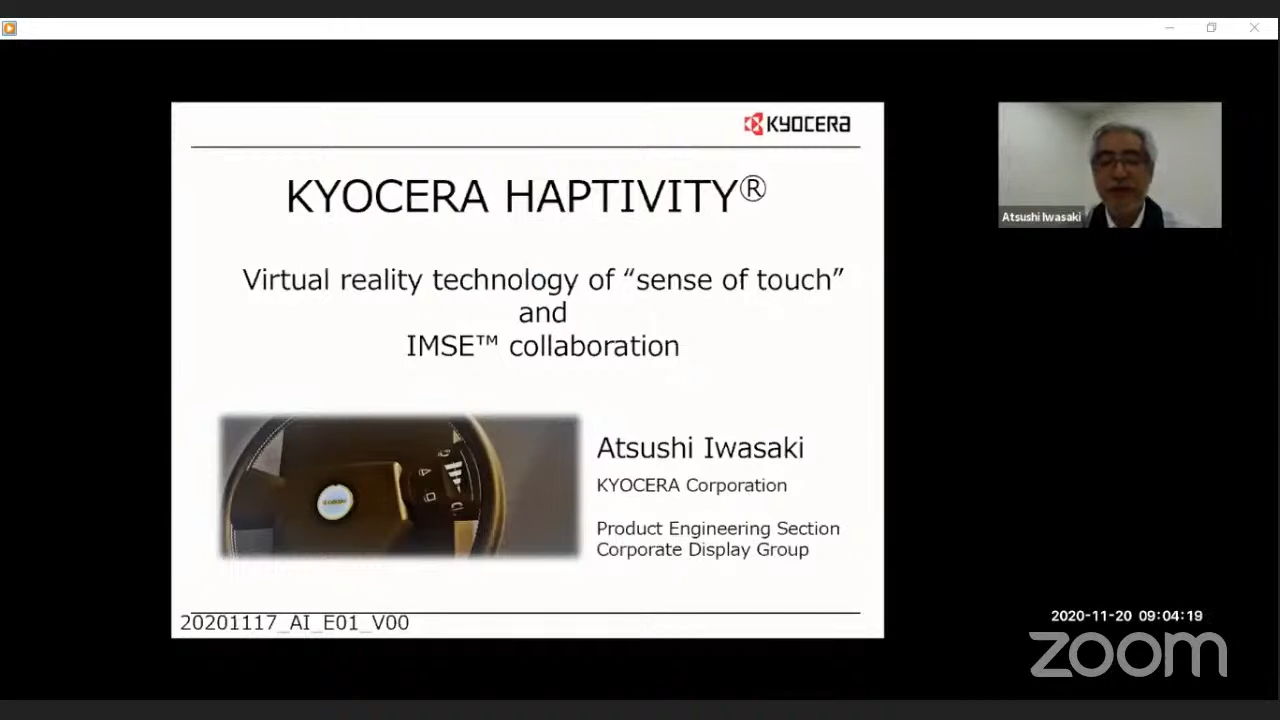 KYOCERA
KYOCERA HAPTIVITY®
Virtual reality technology of “sense of touch”
and
IMSE™ collaboration
Atsushi Iwasaki
KYOCERA Corporation
Product Engineering Section
Corporate Display Group
20201117_AI_E01_V00
Atsushi Iwasaki
2020-11-20 09:04:19
zoom